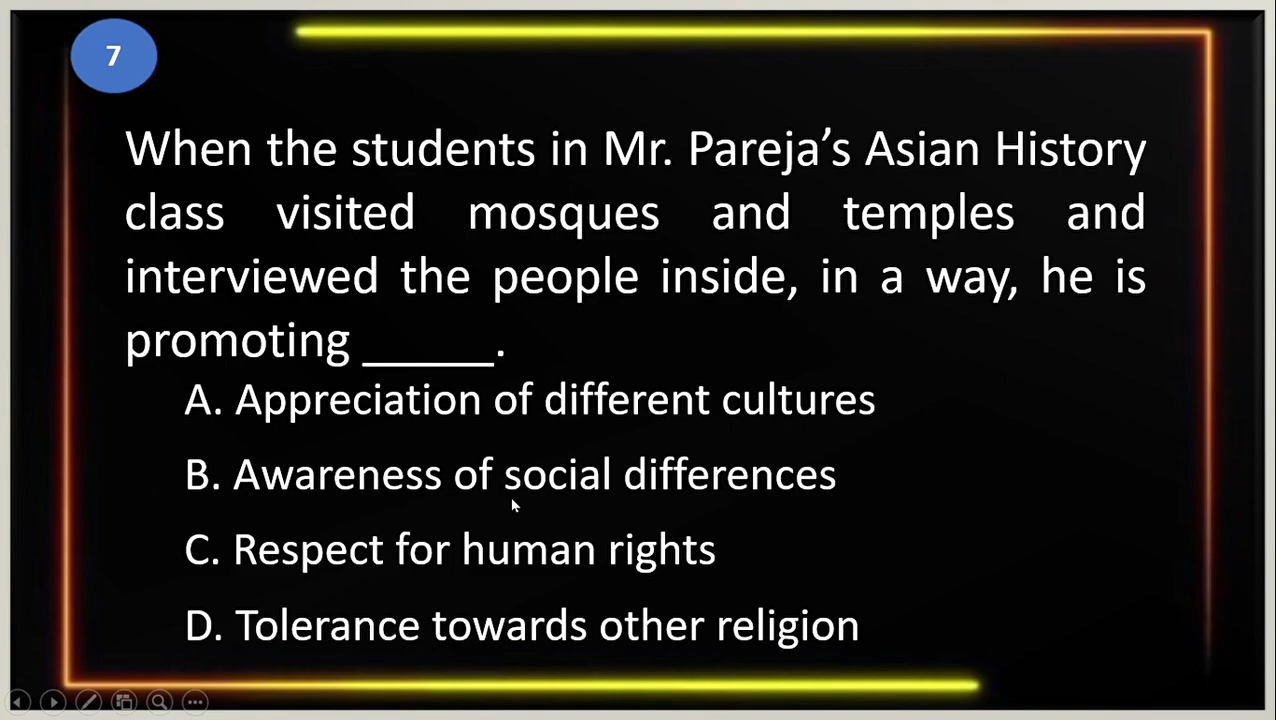 7
When the students in Mr. Pareja’s Asian History
class visited mosques and temples and
interviewed the people inside, in a way, he is
promoting _____.
A. Appreciation of different cultures
B. Awareness of social differences
C. Respect for human rights
D. Tolerance towards other religion